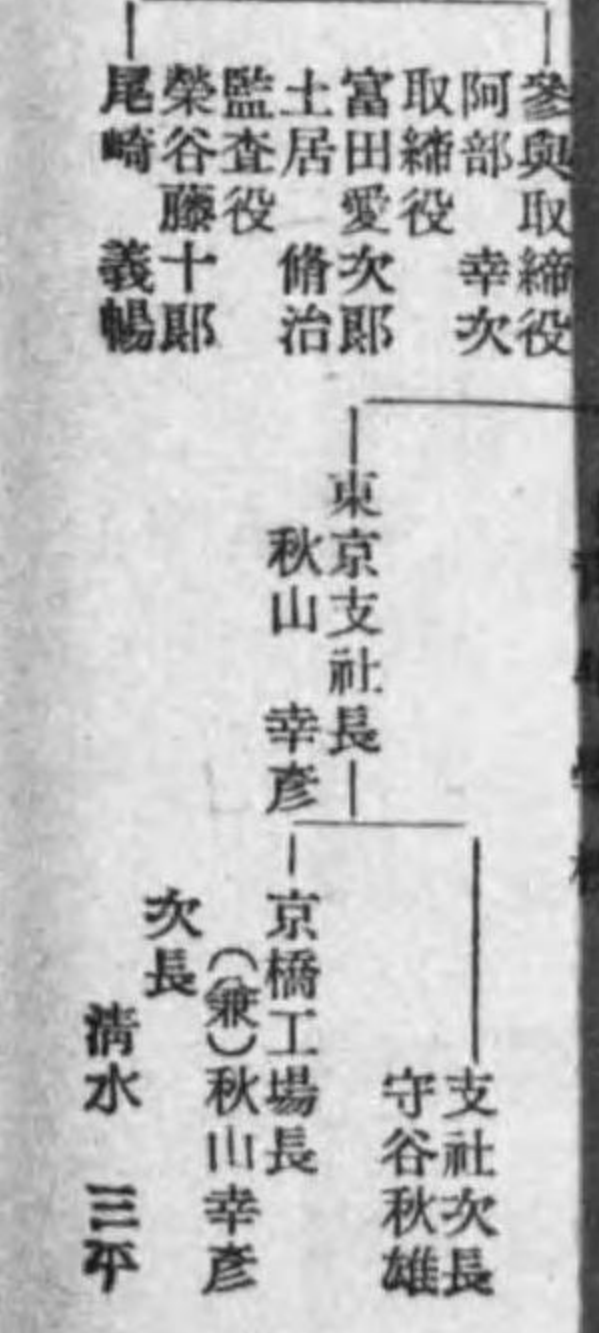 參與取締役
阿部幸次
取締役
富田愛次郎
土居脩治
監査役
榮谷藤十郎
尾崎義暢
東京支社長
秋山幸彦
支社次長
守谷秋雄
京橋工場長
(兼)秋山幸彦
次長
淸水三平